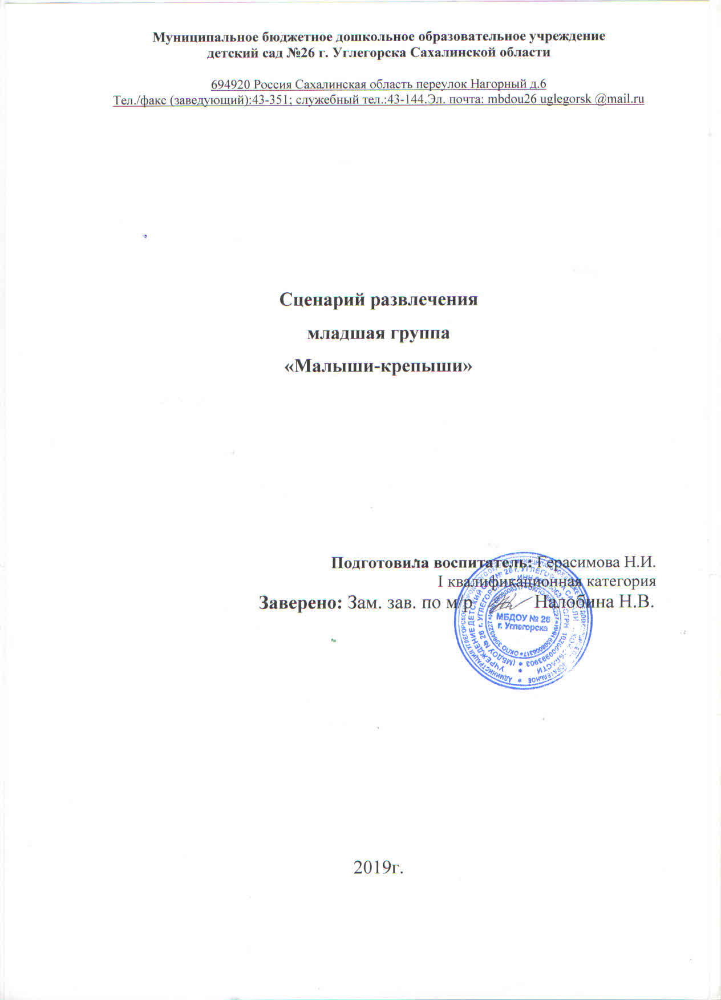 Муниципальное бюджетное дошкольное образовательное учреждение
детский сад №26 г. Углегорска Сахалинской области
694920 Россия Сахалинская область переулок Нагорный д.6
Тел./факс (заведующий):43-351; служебный тел.:43-144.Эл. почта: mbdou26 uglegorsk @mail.ru
Сценарий развлечения
младшая группа
«Малыши-крепыши»
Подготовила воспитатель: Герасимова Н.И.
I квалификационная категория
Заверено: Зам. зав. по м/р Налобина Н.В.
МБДОУ № 26
г. Углегорска
2019г.